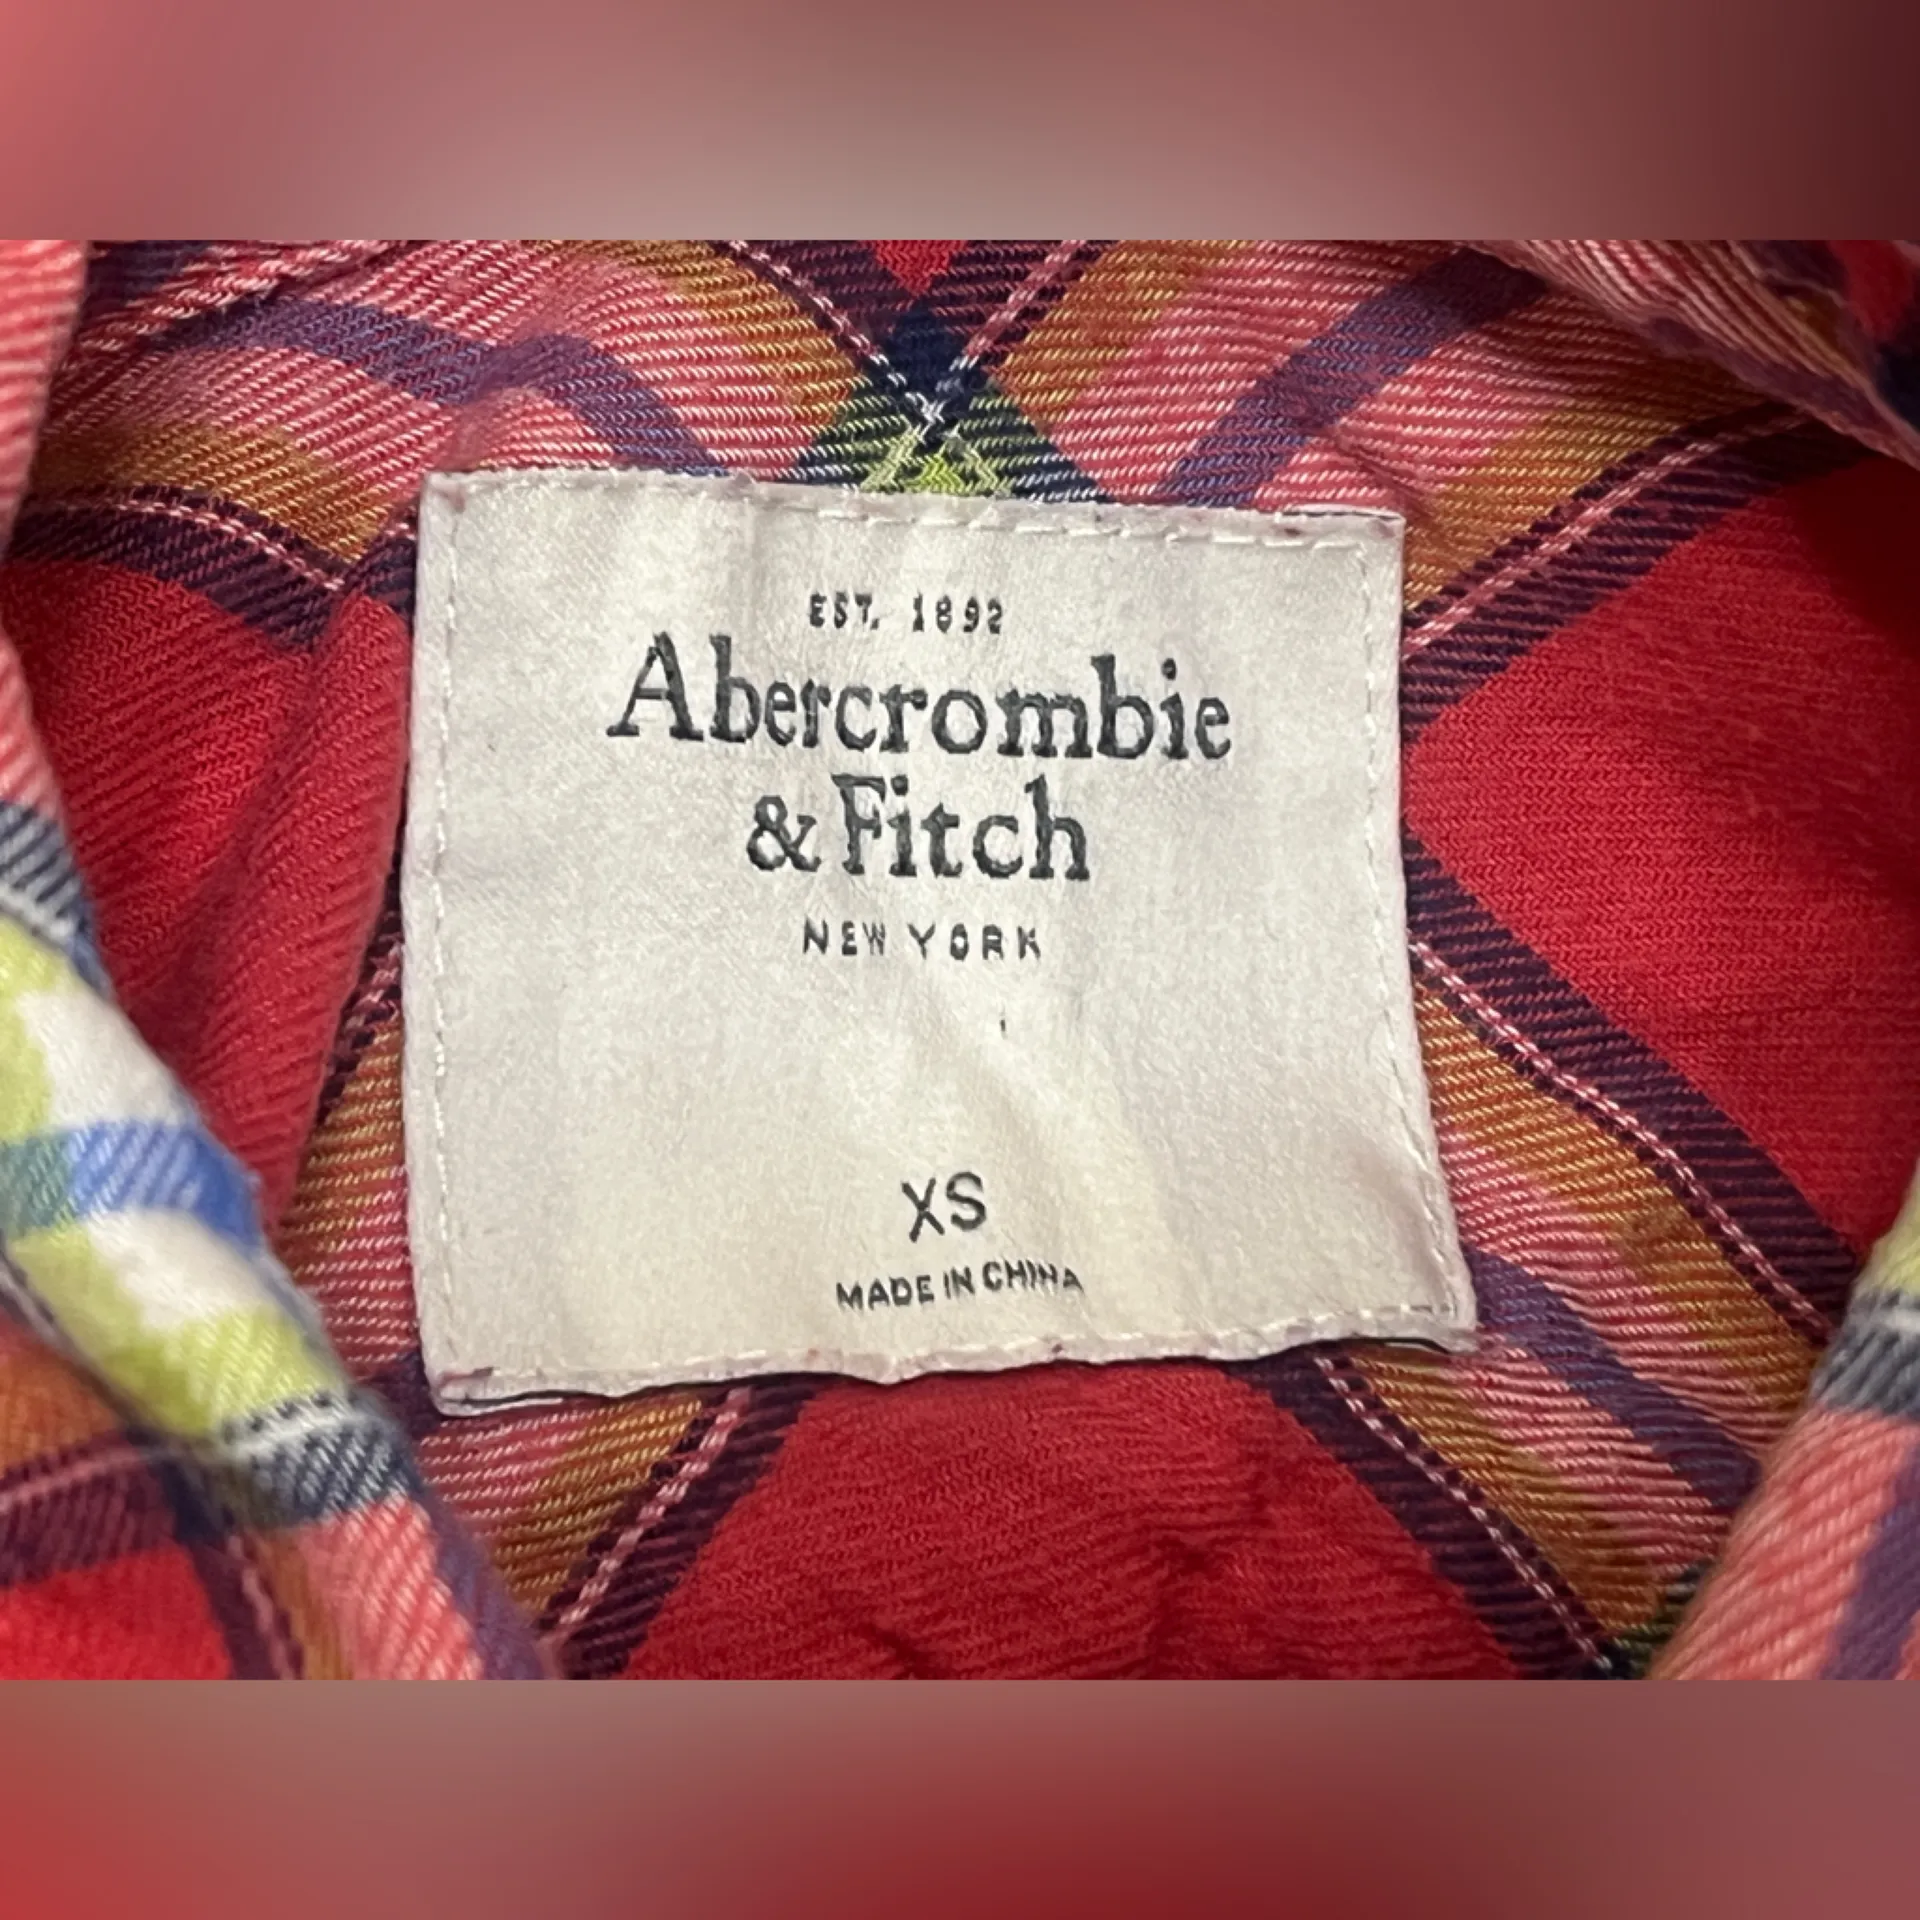 EST. 1892
Abercrombie
& Fitch
NEW YORK
XS
MADE IN CHINA